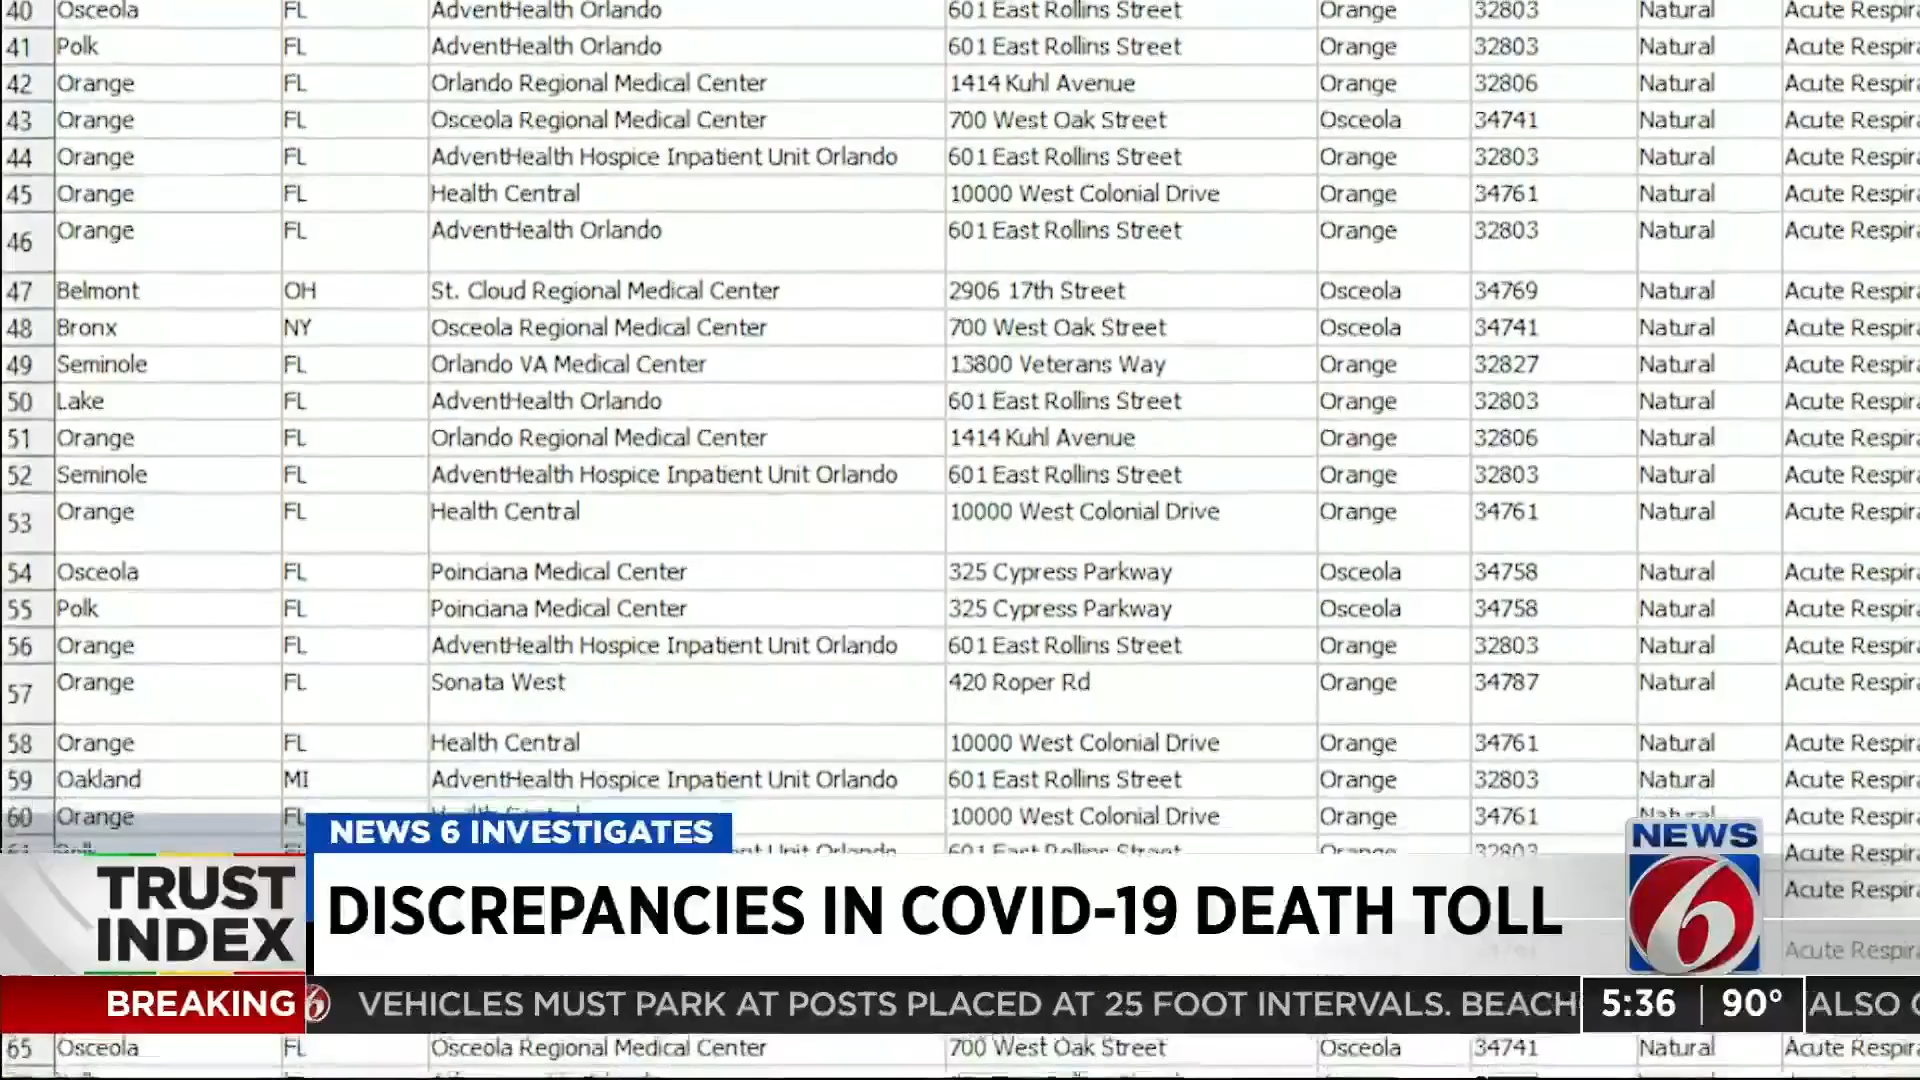 40 Osceola FL AdventHealth Orlando 601 East Rollins Street Orange 32803 Natural Acute Respira
41 Polk FL AdventHealth Orlando 601 East Rollins Street Orange 32803 Natural Acute Respira
42 Orange FL Orlando Regional Medical Center 1414 Kuhl Avenue Orange 32806 Natural Acute Respira
43 Orange FL Osceola Regional Medical Center 700 West Oak Street Osceola 34741 Natural Acute Respira
44 Orange FL AdventHealth Hospice Inpatient Unit Orlando 601 East Rollins Street Orange 32803 Natural Acute Respira
45 Orange FL Health Central 10000 West Colonial Drive Orange 34761 Natural Acute Respira
46 Orange FL AdventHealth Orlando 601 East Rollins Street Orange 32803 Natural Acute Respira
47 Belmont OH St. Cloud Regional Medical Center 2906 17th Street Osceola 34769 Natural Acute Respira
48 Bronx NY Osceola Regional Medical Center 700 West Oak Street Osceola 34741 Natural Acute Respira
49 Seminole FL Orlando VA Medical Center 13800 Veterans Way Orange 32827 Natural Acute Respira
50 Lake FL AdventHealth Orlando 601 East Rollins Street Orange 32803 Natural Acute Respira
51 Orange FL Orlando Regional Medical Center 1414 Kuhl Avenue Orange 32806 Natural Acute Respira
52 Seminole FL AdventHealth Hospice Inpatient Unit Orlando 601 East Rollins Street Orange 32803 Natural Acute Respira
53 Orange FL Health Central 10000 West Colonial Drive Orange 34761 Natural Acute Respira
54 Osceola FL Poinciana Medical Center 325 Cypress Parkway Osceola 34758 Natural Acute Respira
55 Polk FL Poinciana Medical Center 325 Cypress Parkway Osceola 34758 Natural Acute Respira
56 Orange FL AdventHealth Hospice Inpatient Unit Orlando 601 East Rollins Street Orange 32803 Natural Acute Respira
57 Orange FL Sonata West 420 Roper Rd Orange 34787 Natural Acute Respira
58 Orange FL Health Central 10000 West Colonial Drive Orange 34761 Natural Acute Respira
59 Oakland MI AdventHealth Hospice Inpatient Unit Orlando 601 East Rollins Street Orange 32803 Natural Acute Respira
60 Orange FL 10000 West Colonial Drive Orange 34761 Natural Acute Respira
NEWS 6 INVESTIGATES
Unit Orlando 601 East Rollins Street Orange 32803 Acute Respira
TRUST INDEX
DISCREPANCIES IN COVID-19 DEATH TOLL
NEWS 6
Acute Respira
Acute Respira
BREAKING 6 VEHICLES MUST PARK AT POSTS PLACED AT 25 FOOT INTERVALS. BEACH 5:36 90° ALSO
65 Osceola FL Osceola Regional Medical Center 700 West Oak Street Osceola 34741 Natural Acute Respira